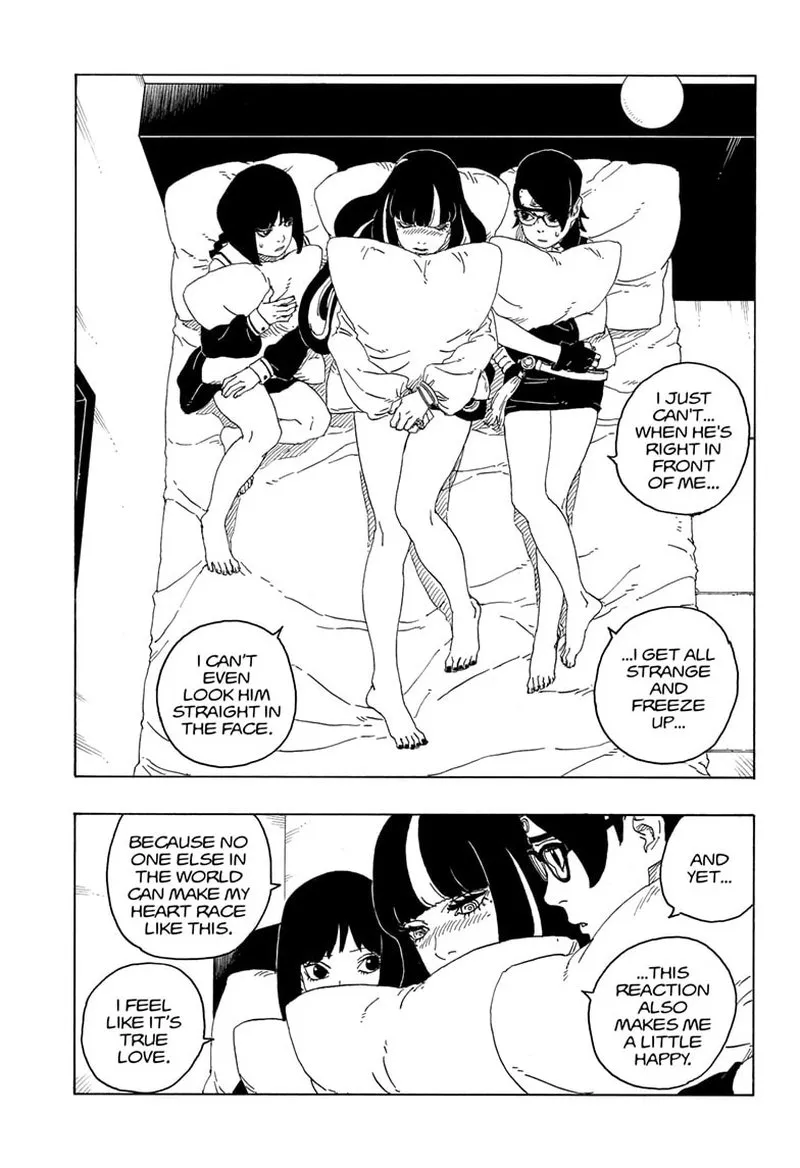 I JUST
CAN'T...
WHEN HE'S
RIGHT IN
FRONT
OF ME...
...I GET ALL
STRANGE
AND
FREEZE
UP...
I CAN'T
EVEN
LOOK HIM
STRAIGHT IN
THE FACE.
AND
YET...
...THIS
REACTION
ALSO
MAKES ME
A LITTLE
HAPPY.
BECAUSE NO
ONE ELSE IN
THE WORLD
CAN MAKE MY
HEART RACE
LIKE THIS.
I FEEL
LIKE IT'S
TRUE
LOVE.